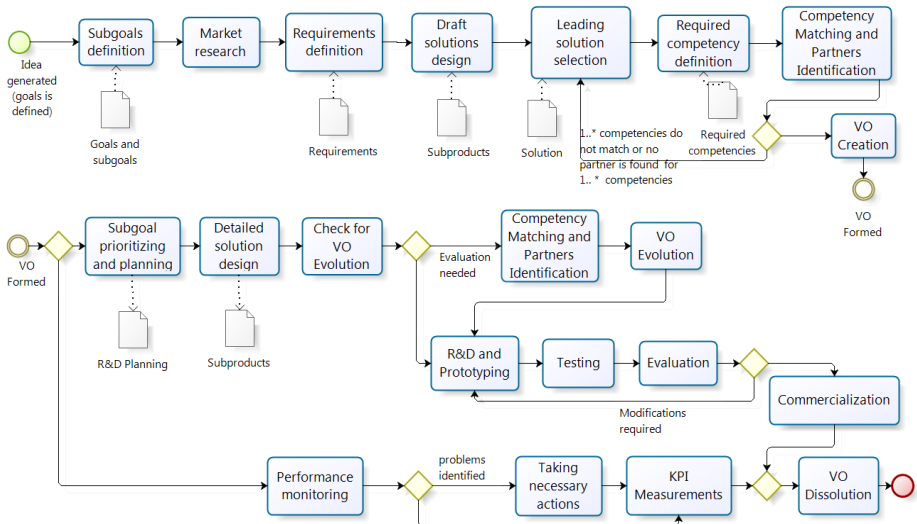 Idea
generated
(goals is
defined)
Subgoals
definition
Market
research
Requirements
definition
Draft
solutions
design
Leading
solution
selection
Required
competency
definition
Competency
Matching and
Partners
Identification
Goals and
subgoals
Requirements
Subproducts
Solution
Required
competencies
1..* competencies do
not match or no
partner is found for
1.. * competencies
VO
Creation
VO
Formed
VO
Formed
Subgoal
prioritizing
and planning
Detailed
solution
design
Check for
VO
Evolution
Evaluation
needed
Competency
Matching and
Partners
Identification
VO
Evolution
R&D Planning
Subproducts
R&D and
Prototyping
Testing
Evaluation
Modifications
required
Commercialization
Performance
monitoring
problems
identified
Taking
necessary
actions
KPI
Measurements
VO
Dissolution